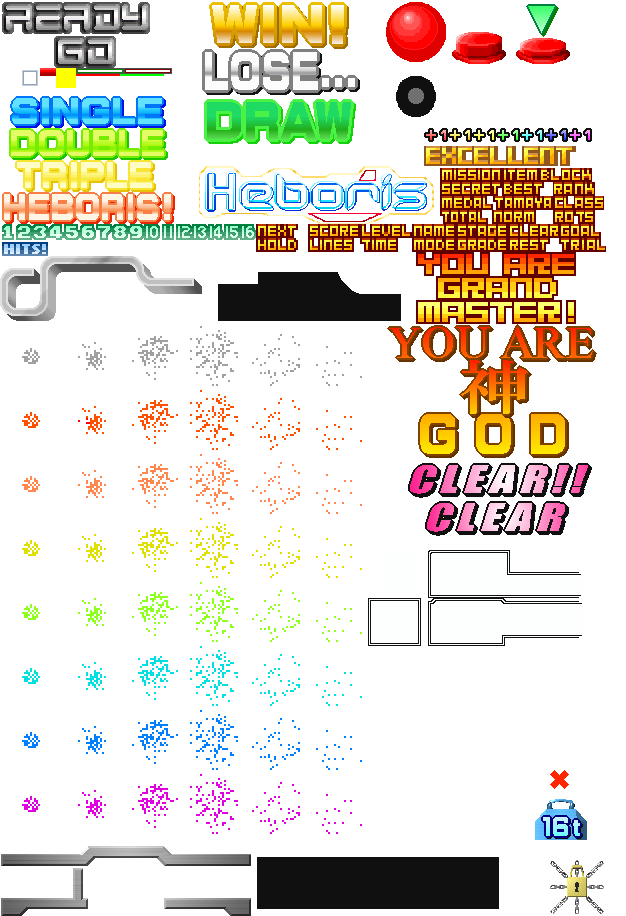 READY
GO
SINGLE
DOUBLE
TRIPLE
HEBORIS!
1 2 3 4 5 6 7 8 9 10 11 12 13 14 15 16
HITS!
WIN!
LOSE...
DRAW
Heboris
+1+1+1+1+1+1+1+1
EXCELLENT
MISSION ITEM BLOCK
SECRET BEST RANK
MEDAL TAMAYA GLASS
TOTAL NORM ROTS
NEXT SCORE LEVEL NAME STAGE CLEAR GOAL
HOLD LINES TIME MODE GRADE REST TRIAL
YOU ARE
GRAND
MASTER!
YOU ARE
神
GOD
CLEAR!!
CLEAR
16t